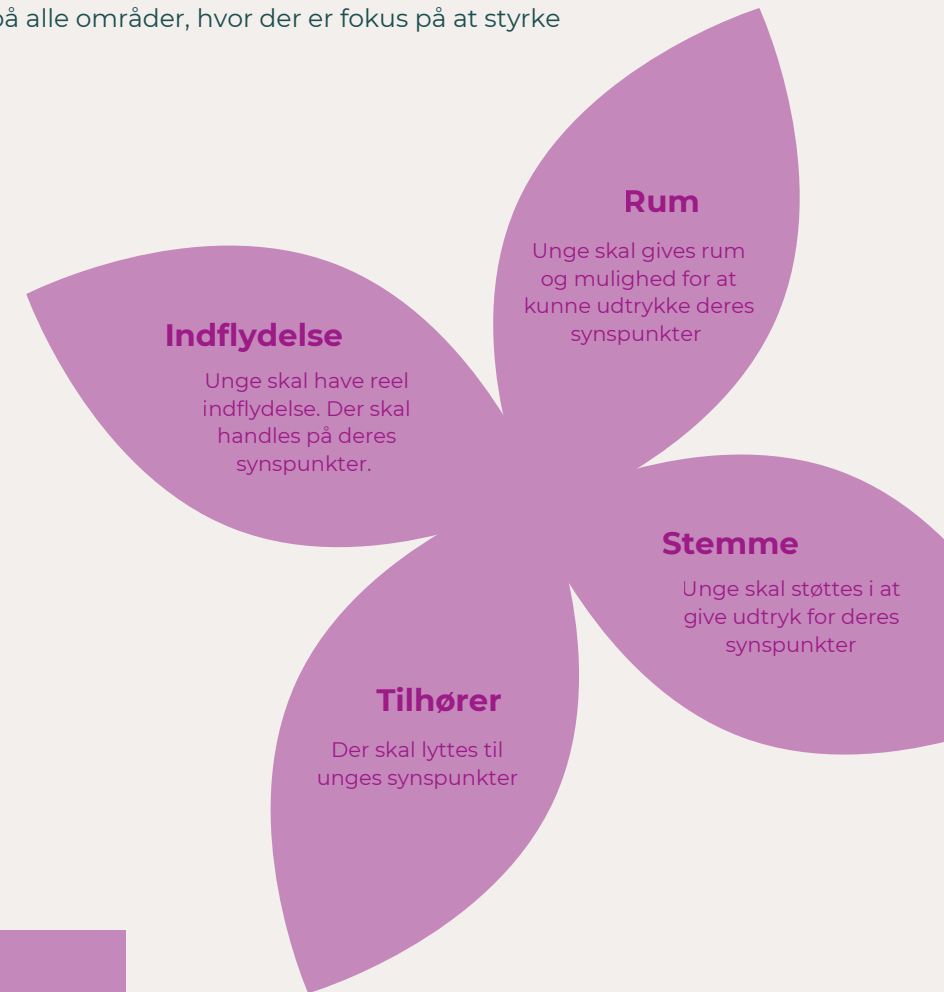 på alle områder, hvor der er fokus på at styrke
Rum
Unge skal gives rum
og mulighed for at
kunne udtrykke deres
synspunkter
Indflydelse
Unge skal have reel
indflydelse. Der skal
handles på deres
synspunkter.
Stemme
Unge skal støttes i at
give udtryk for deres
synspunkter
Tilhører
Der skal lyttes til
unges synspunkter